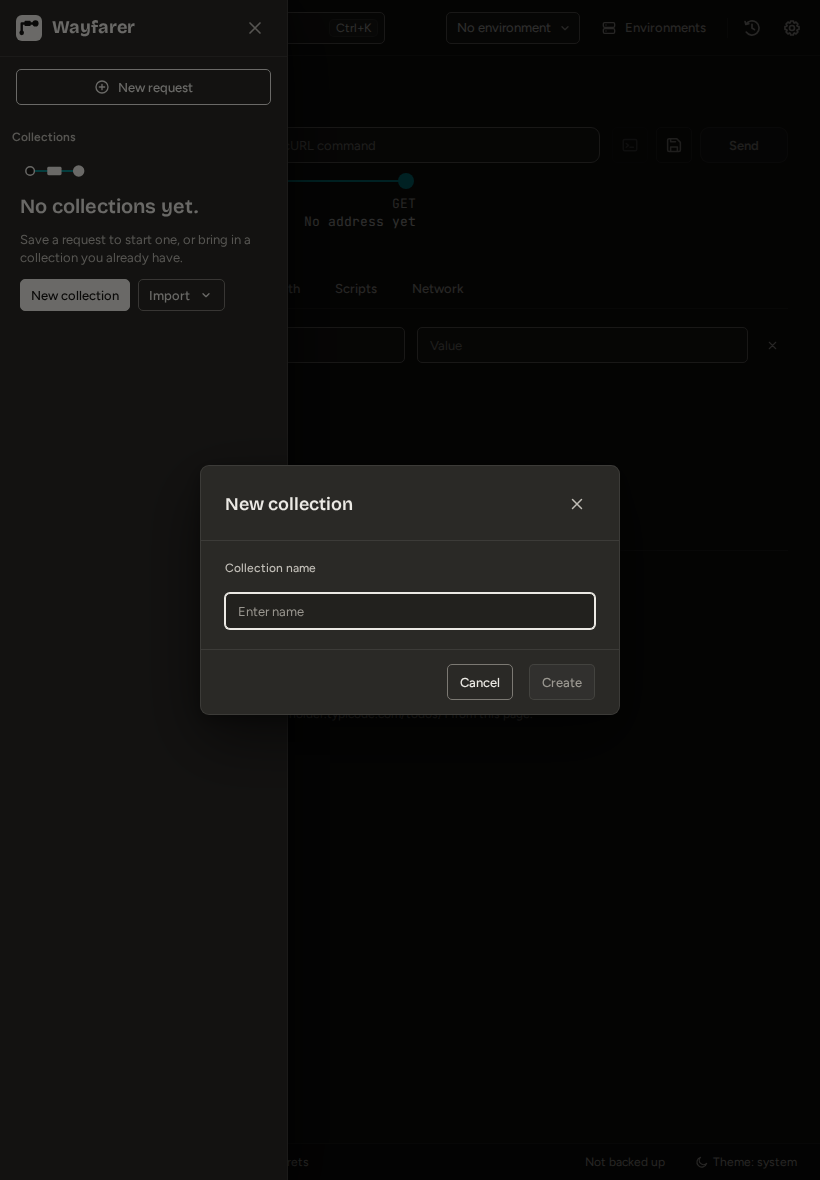 Wayfarer
Ctrl+K
No environment
Environments
New request
Collections
cURL command
Send
No collections yet.
GET
No address yet
Save a request to start one, or bring in a
collection you already have.
New collection
Import
Scripts
Network
Value
New collection
Collection name
Enter name
Cancel
Create
Not backed up
Theme: system